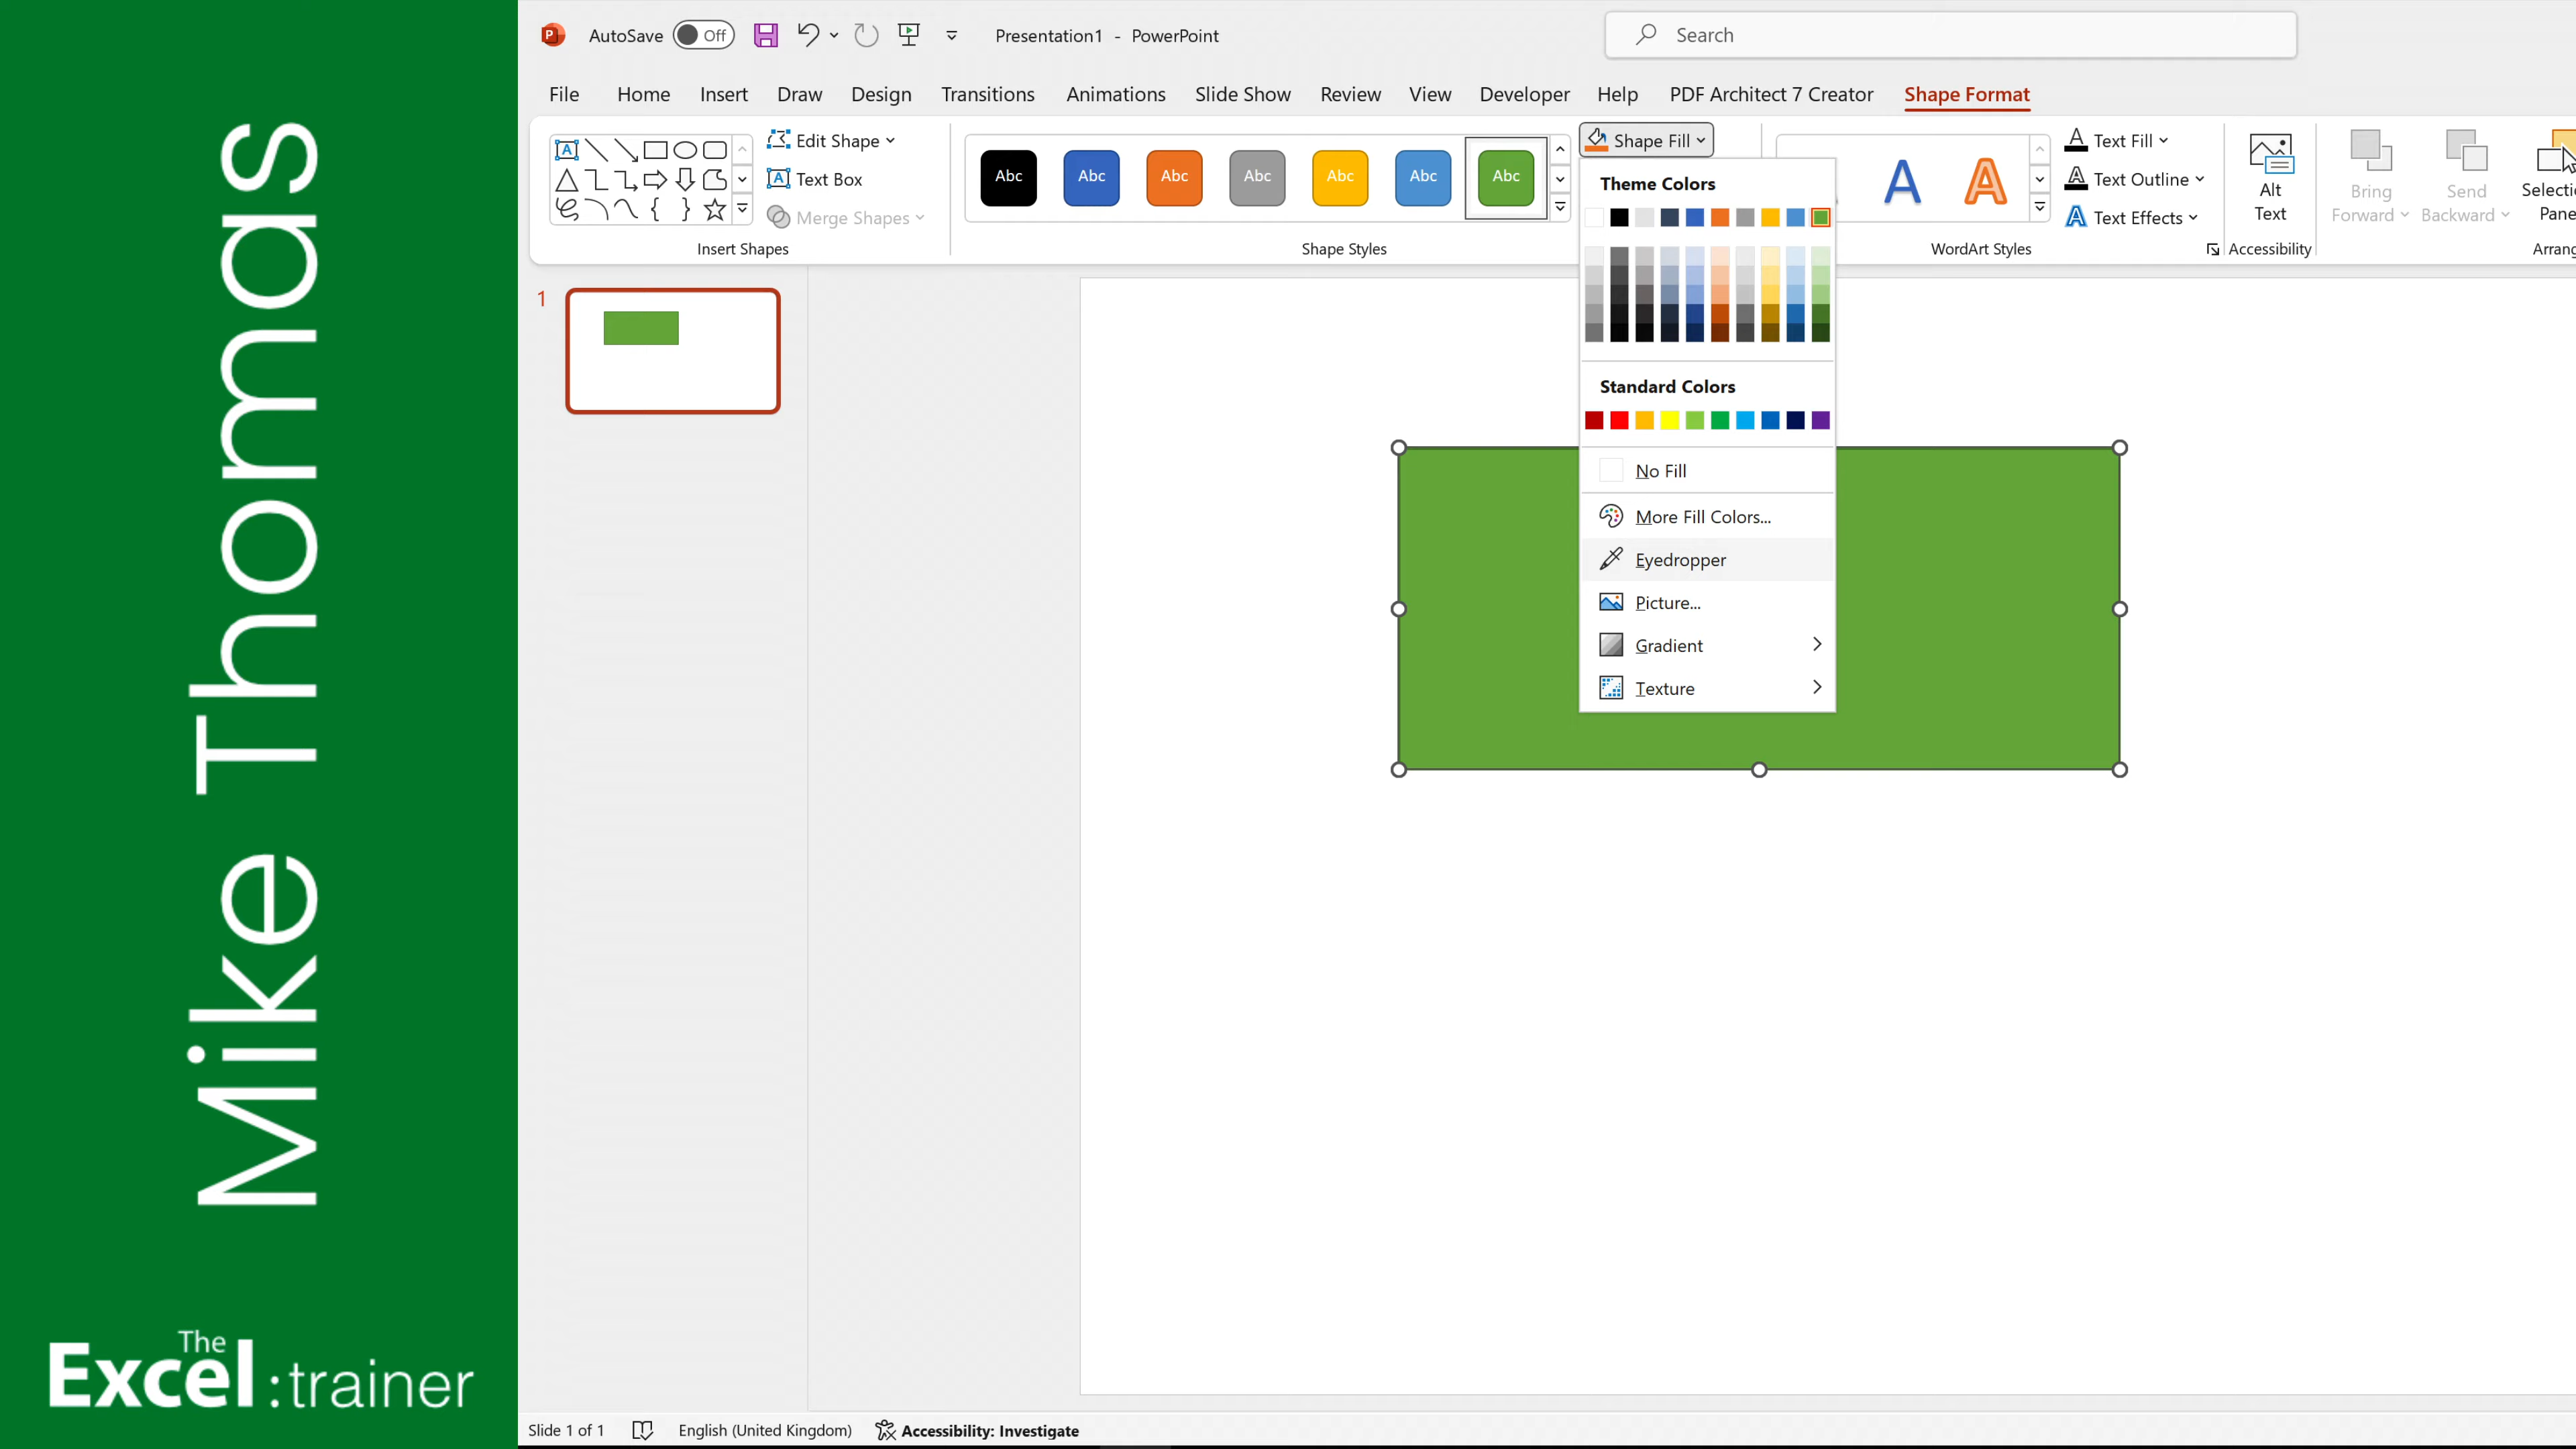 Mike Thomas
The
Excel:trainer
AutoSave Off
Presentation1 - PowerPoint
Search
File Home Insert Draw Design Transitions Animations Slide Show Review View Developer Help PDF Architect 7 Creator Shape Format
Edit Shape
Text Box
Merge Shapes
Insert Shapes
Abc Abc Abc Abc Abc Abc Abc
Shape Styles
Shape Fill
Theme Colors
Standard Colors
No Fill
More Fill Colors...
Eyedropper
Picture...
Gradient
Texture
A A
WordArt Styles
Text Fill
Text Outline
Text Effects
Alt
Text
Accessibility
Bring
Forward
Send
Backward
Selectio
Pane
Arrang
1
Slide 1 of 1
English (United Kingdom)
Accessibility: Investigate